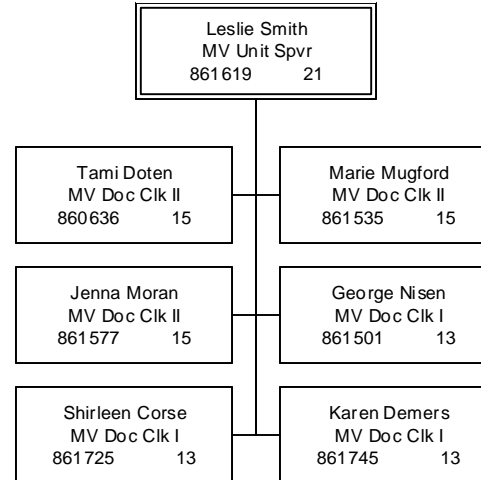 Leslie Smith
MV Unit Spvr
861619 21
Tami Doten
MV Doc Clk II
860636 15
Marie Mugford
MV Doc Clk II
861535 15
Jenna Moran
MV Doc Clk II
861577 15
George Nisen
MV Doc Clk I
861501 13
Shirleen Corse
MV Doc Clk I
861725 13
Karen Demers
MV Doc Clk I
861745 13